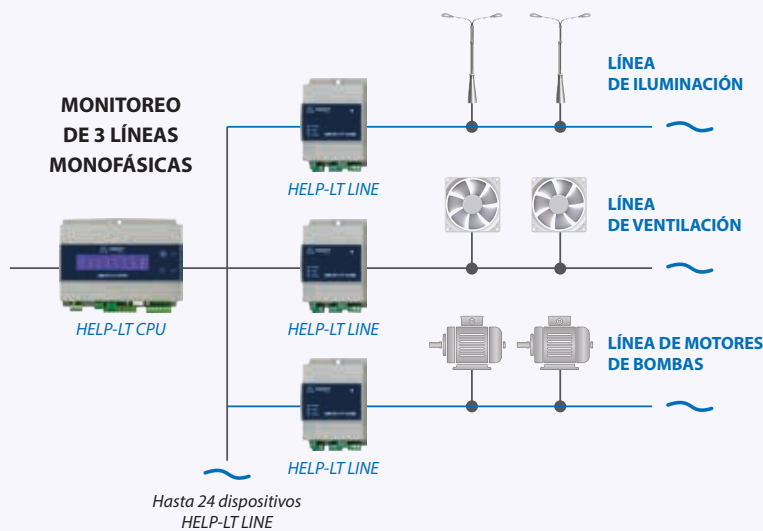 MONITOREO
DE 3 LÍNEAS
MONOFÁSICAS
HELP-LT CPU
HELP-LT LINE
LÍNEA
DE ILUMINACIÓN
HELP-LT LINE
LÍNEA
DE VENTILACIÓN
HELP-LT LINE
LÍNEA DE MOTORES
DE BOMBAS
Hasta 24 dispositivos
HELP-LT LINE